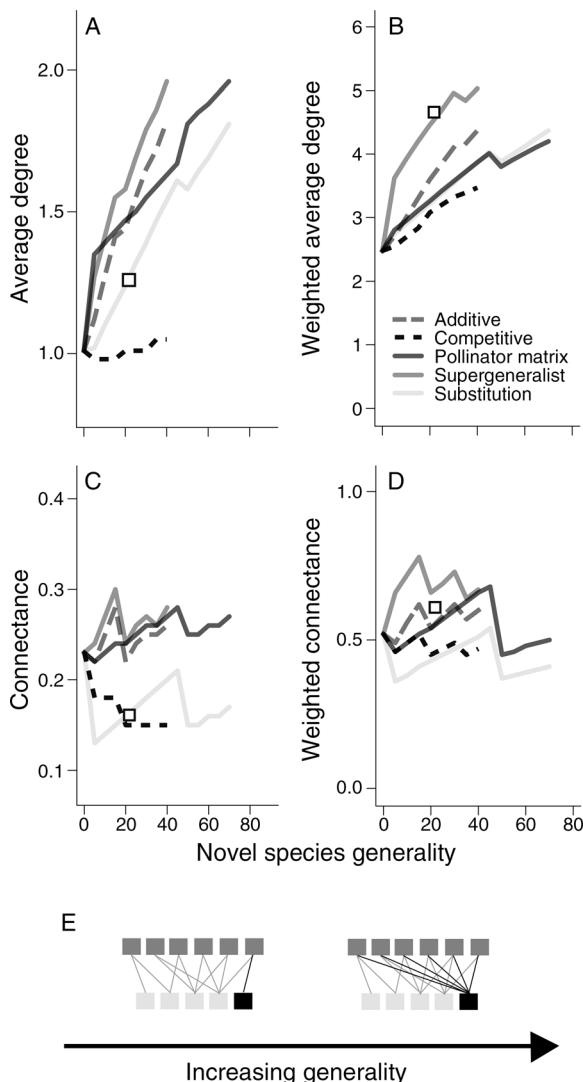 A
Average degree
2.0
1.5
1.0
B
Weighted average degree
6
5
4
3
2
1
0
Additive
Competitive
Pollinator matrix
Supergeneralist
Substitution
C
Connectance
0.4
0.3
0.2
0.1
0
20
40
60
80
D
Weighted connectance
1.0
0.5
0.0
0
20
40
60
80
Novel species generality
E
Increasing generality